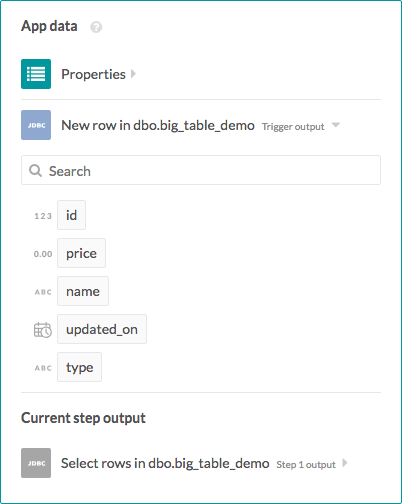 App data ?
Properties
JDBC New row in dbo.big_table_demo Trigger output
Search
123 id
0.00 price
ABC name
updated_on
ABC type
Current step output
JDBC Select rows in dbo.big_table_demo Step 1 output